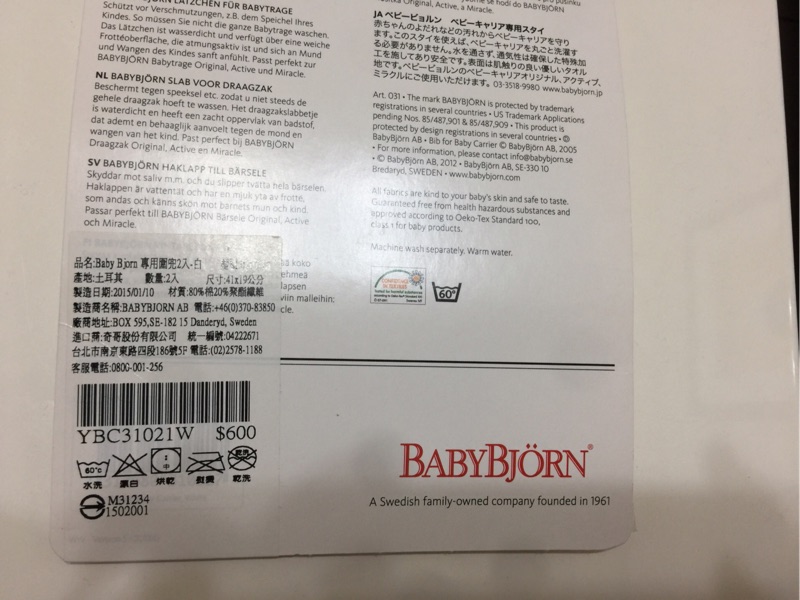 BJÖRN LÄTZCHEN FÜR BABYTRAGE
Schützt vor Verschmutzungen, z.B. dem Speichel Ihres
Kindes. So müssen Sie nicht die ganze Babytrage waschen.
Das Lätzchen ist wasserdicht und verfügt über eine weiche
Frotteeoberfläche, die atmungsaktiv ist und sich an Mund
und Wangen des Kindes sanft anfühlt. Passt perfekt zur
BABYBJÖRN Babytrage Original, Active und Miracle.
NL BABYBJÖRN SLAB VOOR DRAAGZAK
Beschermt tegen speeksel etc. zodat u niet steeds de
gehele draagzak hoeft te wassen. Het draagzakslabbetje
is waterdicht en heeft een zacht oppervlak van badstof,
dat ademt en behaaglijk aanvoelt tegen de mond en
wangen van het kind. Past perfect bij BABYBJÖRN
Draagzak Original, Active en Miracle.
SV BABYBJÖRN HAKLAPP TILL BÄRSELE
Skyddar mot saliv m.m. och du slipper tvätta hela bärselen.
Haklappen är vattentät och har en mjuk yta av frotte,
som andas och känns skön mot barnets mun och kind.
Passar perfekt till BABYBJÖRN Bärsele Original, Active
och Miracle.
koko
ehmeä
lapsen
viin malleihin:
cle.
品名:Baby Bjorn 專用圍兜2入-白
產地:土耳其 數量:2入 尺寸:41x19公分
製造日期:2015/01/10 材質:80%棉20%聚酯纖維
製造商名稱:BABYBJORN AB 電話:+46(0)370-83850
廠商地址:BOX 595,SE-182 15 Danderyd, Sweden
進口商:奇哥股份有限公司 統一編號:04222671
台北市南京東路四段186號5F 電話:(02)2578-1188
客服電話:0800-001-256
YBC31021W $600
60°C
水洗 漂白 烘乾 熨燙 乾洗
M31234
1502001
Original, Active, a Miracle.
JA ベビービョルン ベビーキャリア専用スタイ
赤ちゃんのよだれなどの汚れからベビーキャリアを守り
ます。このスタイを使えば、ベビーキャリアを丸ごと洗濯す
る必要がありません。水を通さず、通気性は確保した特殊加
工を施してあり安全です。表面は肌触りの良い優しいタオル
地です。ベビービョルンのベビーキャリアオリジナル、アクティブ、
ミラクルにご使用いただけます。 03-3518-9980 www.babybjorn.jp
Art. 031 • The mark BABYBJÖRN is protected by trademark
registrations in several countries • US Trademark Applications
pending Nos. 85/487,901 & 85/487,909 • This product is
protected by design registrations in several countries • ©
BabyBjörn AB • Bib for Baby Carrier © BabyBjörn AB, 2005
• For more information, please contact info@babybjorn.se
• © BabyBjörn AB, 2012 • BabyBjörn AB, SE-330 10
Bredaryd, SWEDEN • www.babybjorn.com
All fabrics are kind to your baby's skin and safe to taste.
Guaranteed free from health hazardous substances and
approved according to Oeko-Tex Standard 100,
class 1 for baby products.
Machine wash separately. Warm water.
60°
BABYBJÖRN®
A Swedish family-owned company founded in 1961